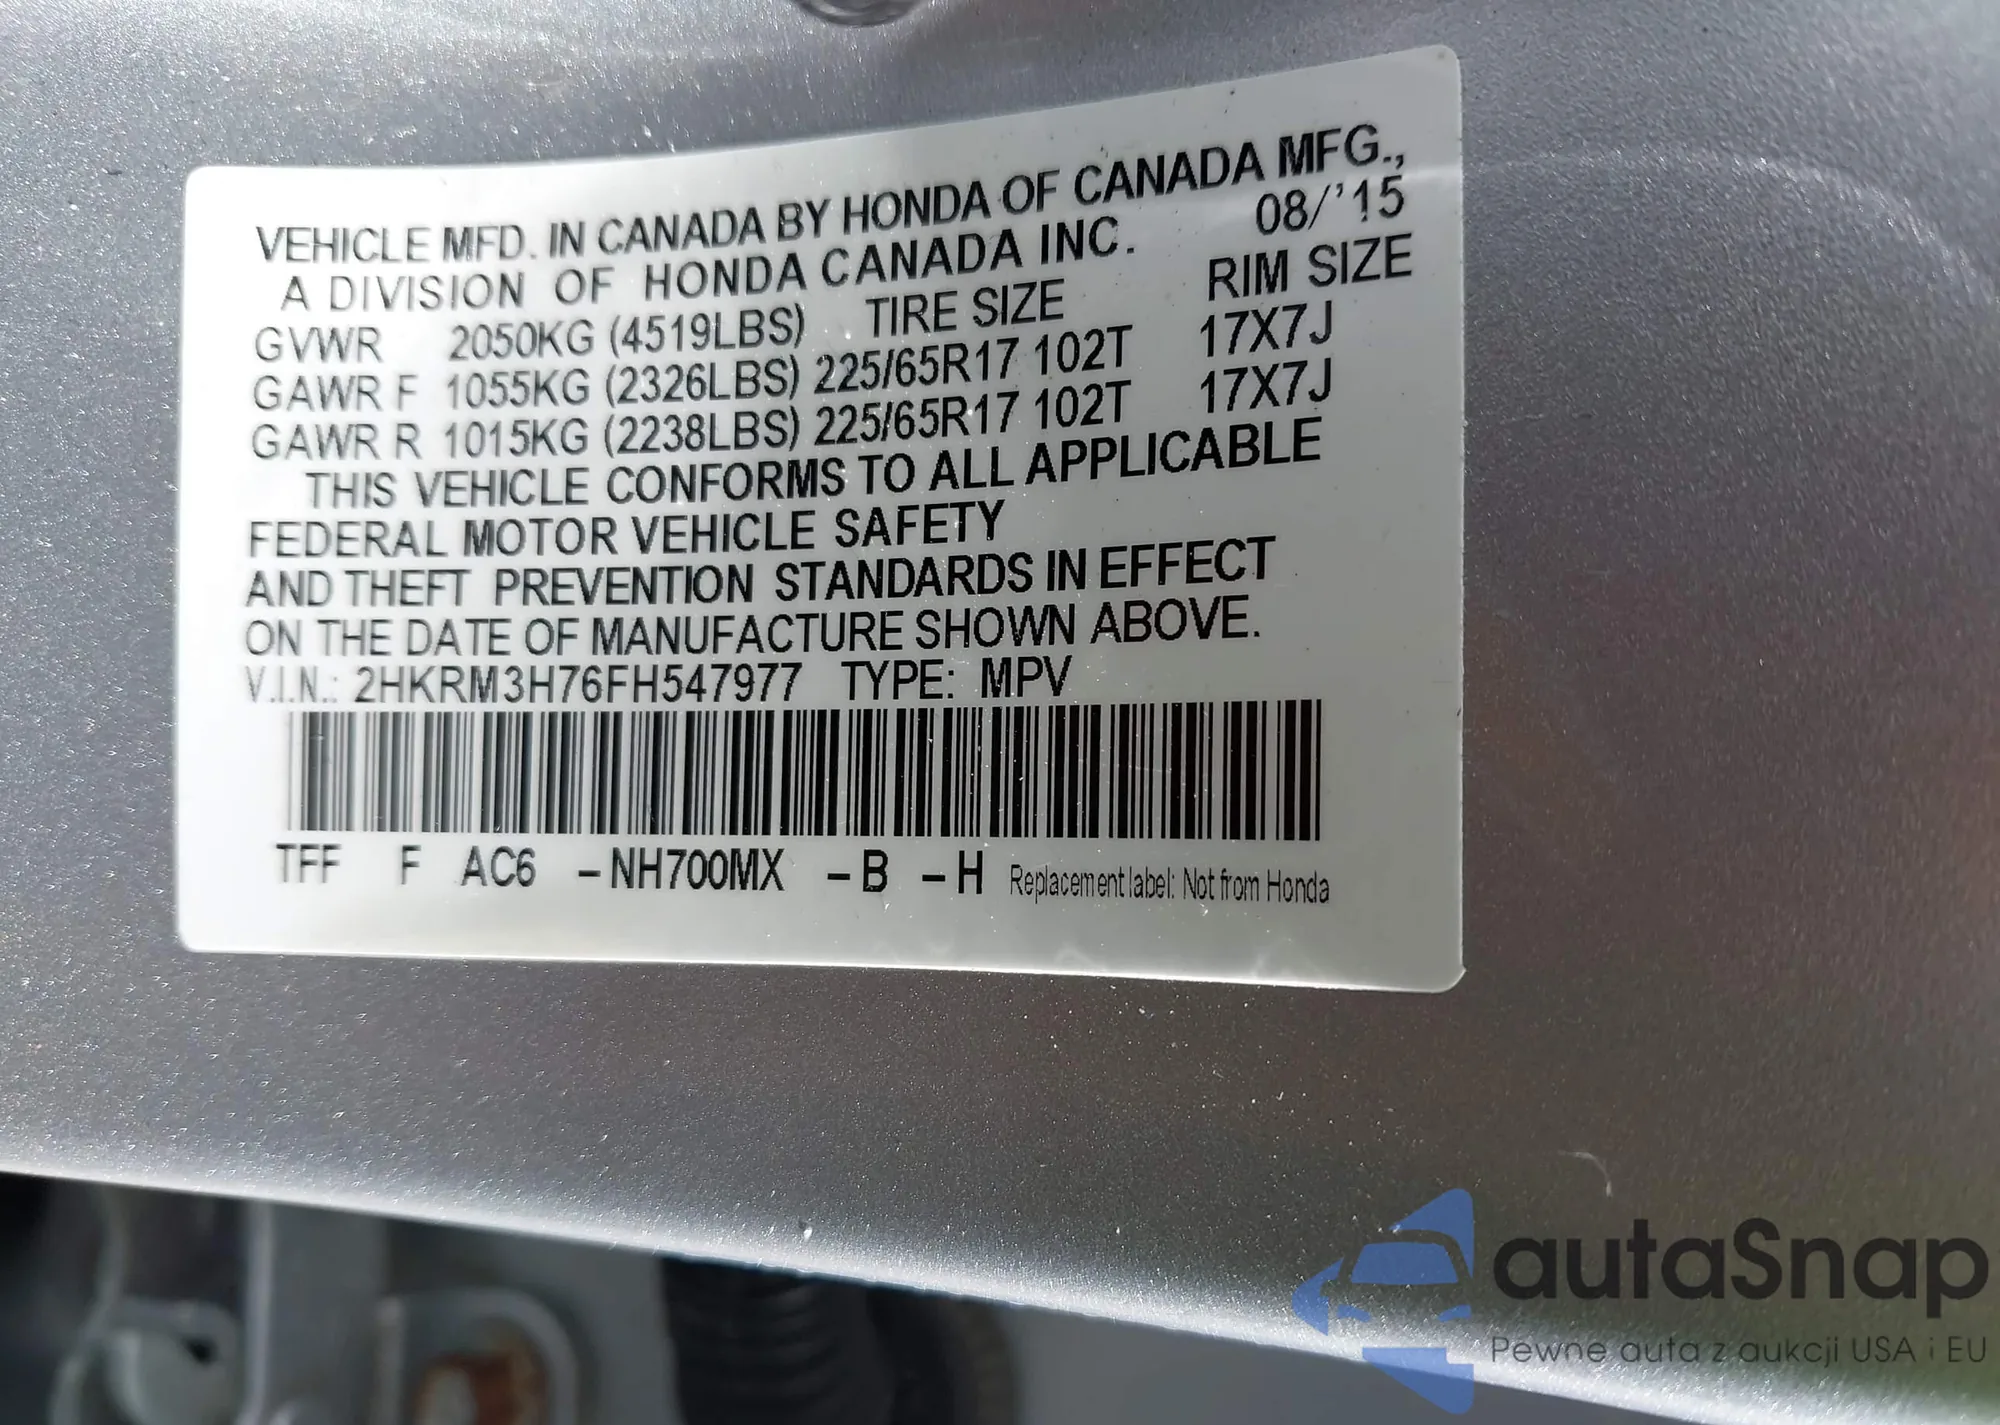 VEHICLE MFD. IN CANADA BY HONDA OF CANADA MFG.,
A DIVISION OF HONDA CANADA INC. 08/'15
GVWR 2050KG (4519LBS) TIRE SIZE RIM SIZE
GAWR F 1055KG (2326LBS) 225/65R17 102T 17X7J
GAWR R 1015KG (2238LBS) 225/65R17 102T 17X7J
THIS VEHICLE CONFORMS TO ALL APPLICABLE
FEDERAL MOTOR VEHICLE SAFETY
AND THEFT PREVENTION STANDARDS IN EFFECT
ON THE DATE OF MANUFACTURE SHOWN ABOVE.
V.I.N.: 2HKRM3H76FH547977 TYPE: MPV
TFF F AC6 -NH700MX -B -H Replacement label: Not from Honda
autaSnap
Pewne auta z aukcji USA i EU